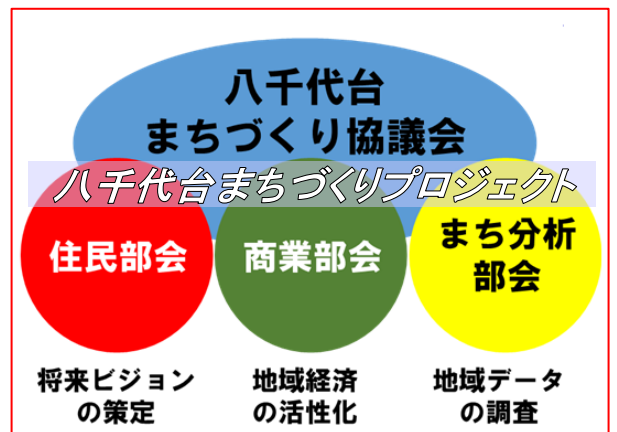 八千代台
まちづくり協議会
八千代台まちづくりプロジェクト
住民部会
商業部会
まち分析
部会
将来ビジョン
の策定
地域経済
の活性化
地域データ
の調査